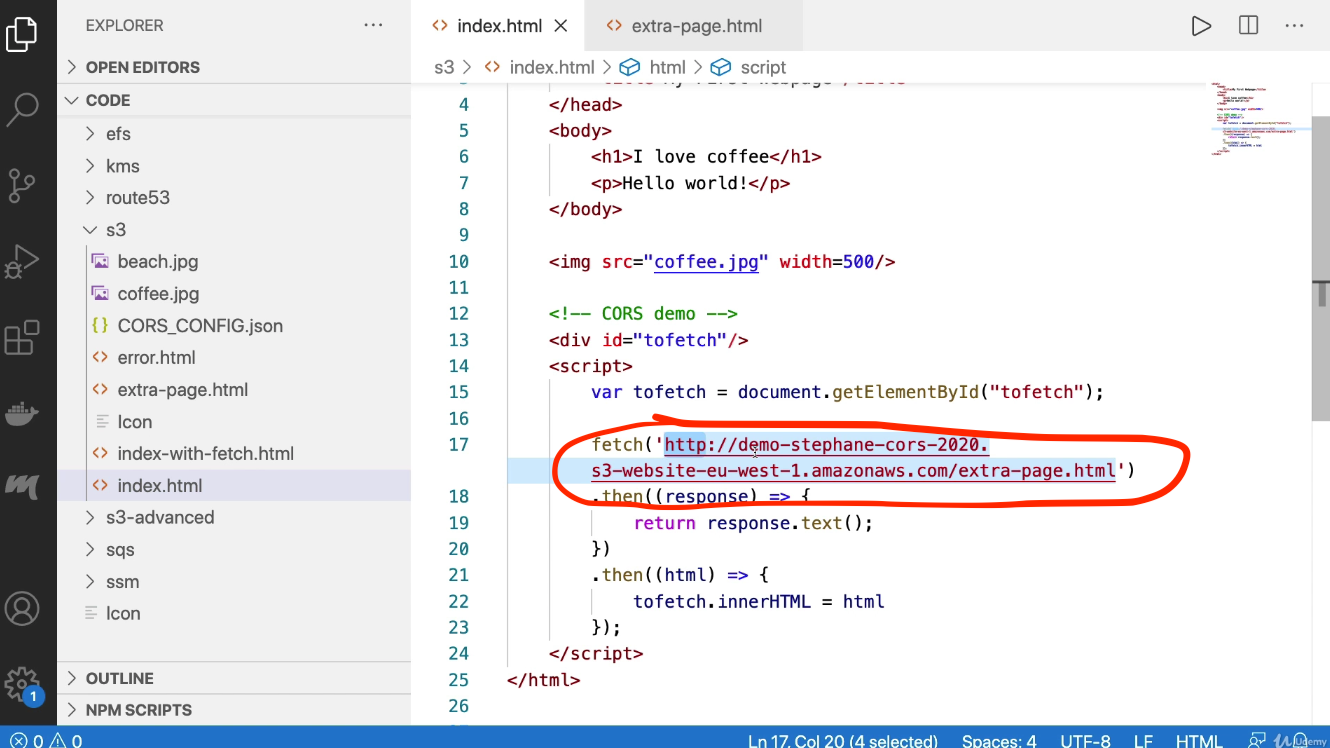 EXPLORER
index.html
extra-page.html
OPEN EDITORS
s3 > <> index.html > html > script
CODE
efs
kms
route53
s3
beach.jpg
coffee.jpg
{} CORS_CONFIG.json
<> error.html
<> extra-page.html
Icon
<> index-with-fetch.html
<> index.html
s3-advanced
sqs
ssm
Icon
OUTLINE
NPM SCRIPTS
4 </head>
5 <body>
6 <h1>I love coffee</h1>
7 <p>Hello world!</p>
8 </body>
9
10 <img src="coffee.jpg" width=500/>
11
12 <!-- CORS demo -->
13 <div id="tofetch"/>
14 <script>
15 var tofetch = document.getElementById("tofetch");
16
17 fetch('http://demo-stephane-cors-2020.
s3-website-eu-west-1.amazonaws.com/extra-page.html')
18 .then((response) => {
19 return response.text();
20 })
21 .then((html) => {
22 tofetch.innerHTML = html
23 });
24 </script>
25 </html>
26
1
0 0
Ln 17, Col 20 (4 selected) Spaces: 4 UTF-8 LF HTML
Udemy